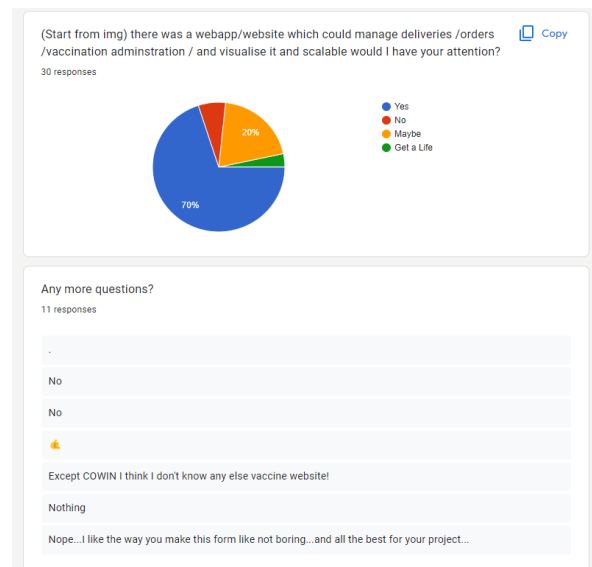 (Start from img) there was a webapp/website which could manage deliveries /orders
/vaccination adminstration / and visualise it and scalable would I have your attention?
Copy
30 responses
Yes
No
Maybe
Get a Life
20%
70%
Any more questions?
11 responses
.
No
No
Except COWIN I think I don't know any else vaccine website!
Nothing
Nope...I like the way you make this form like not boring...and all the best for your project...